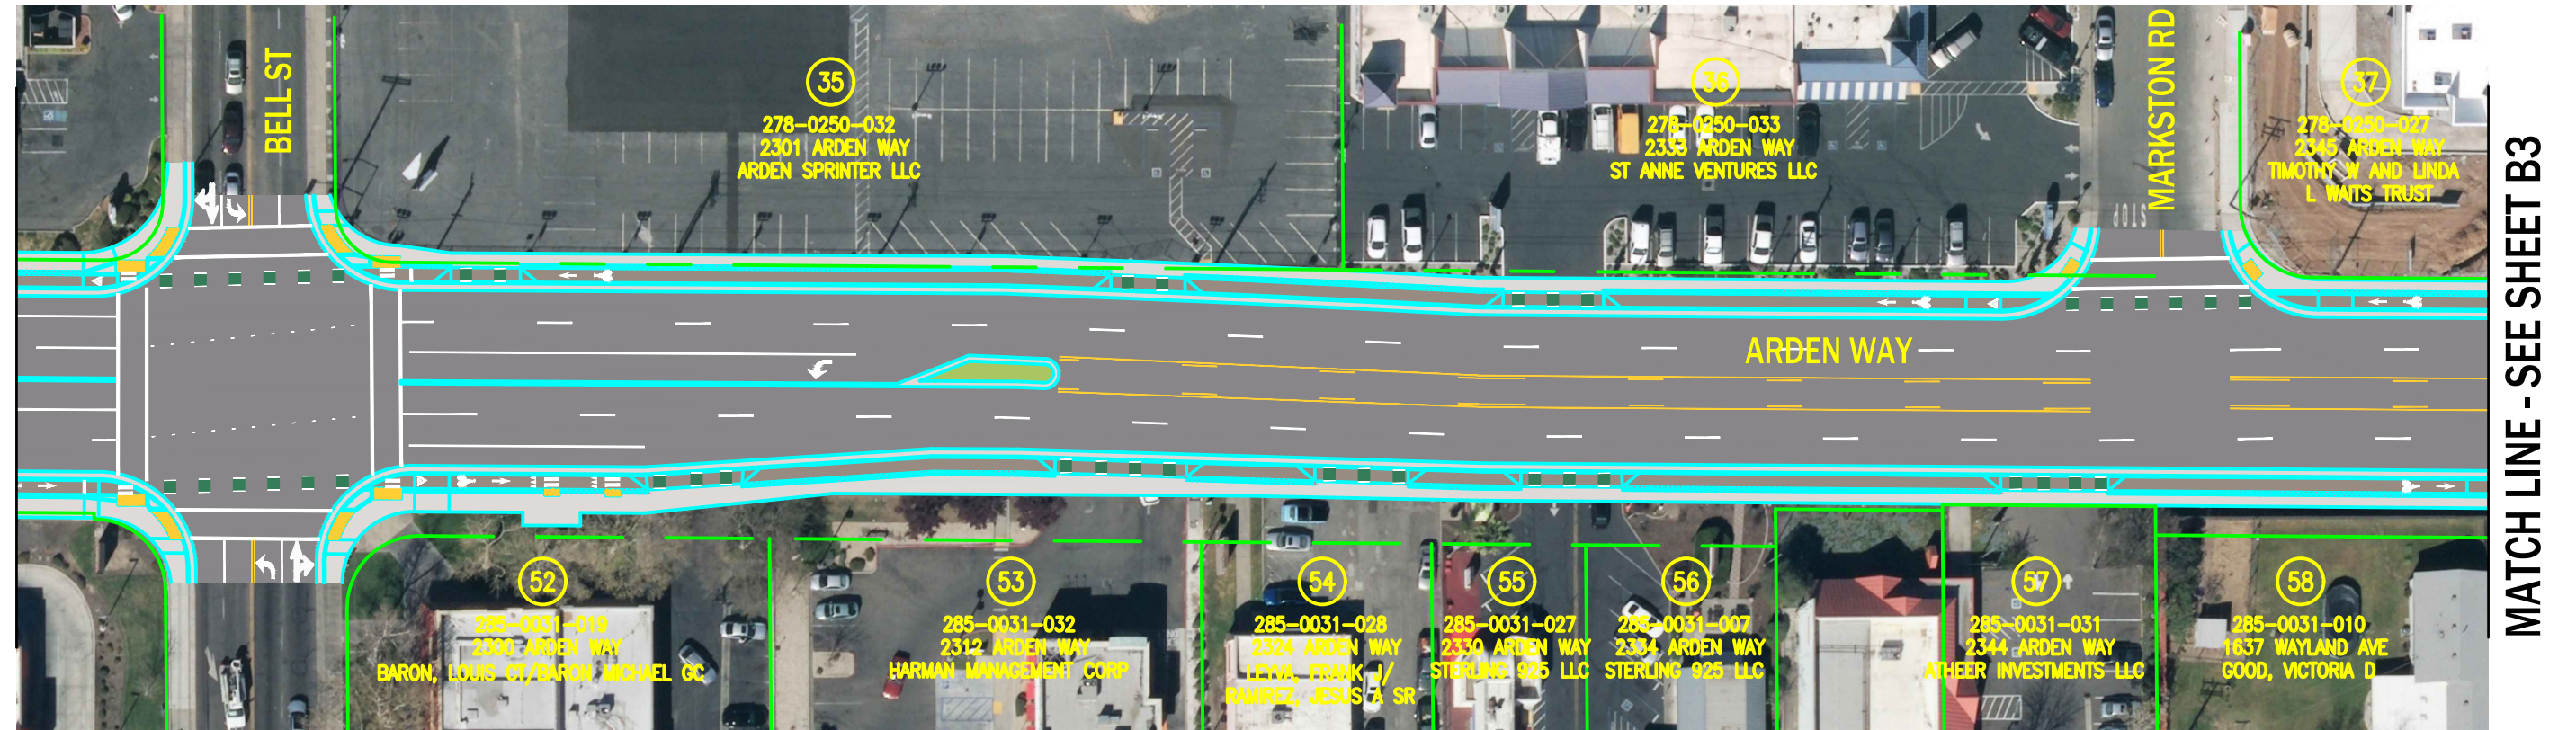 BELL ST
35
278-0250-032
2301 ARDEN WAY
ARDEN SPRINTER LLC
36
278-0250-033
2333 ARDEN WAY
ST ANNE VENTURES LLC
MARKSTON RD
STOP
37
278-0250-027
2345 ARDEN WAY
TIMOTHY W AND LINDA
L WAITS TRUST
MATCH LINE - SEE SHEET B3
ARDEN WAY
52
285-0031-019
2300 ARDEN WAY
BARON, LOUIS CT/BARON MICHAEL GC
53
285-0031-032
2312 ARDEN WAY
HARMAN MANAGEMENT CORP
54
285-0031-028
2324 ARDEN WAY
LEYVA, FRANK J/
RAMIREZ, JESUS A SR
55
285-0031-027
2330 ARDEN WAY
STERLING 925 LLC
56
285-0031-007
2334 ARDEN WAY
STERLING 925 LLC
57
285-0031-031
2344 ARDEN WAY
ATHEER INVESTMENTS LLC
58
285-0031-010
1637 WAYLAND AVE
GOOD, VICTORIA D